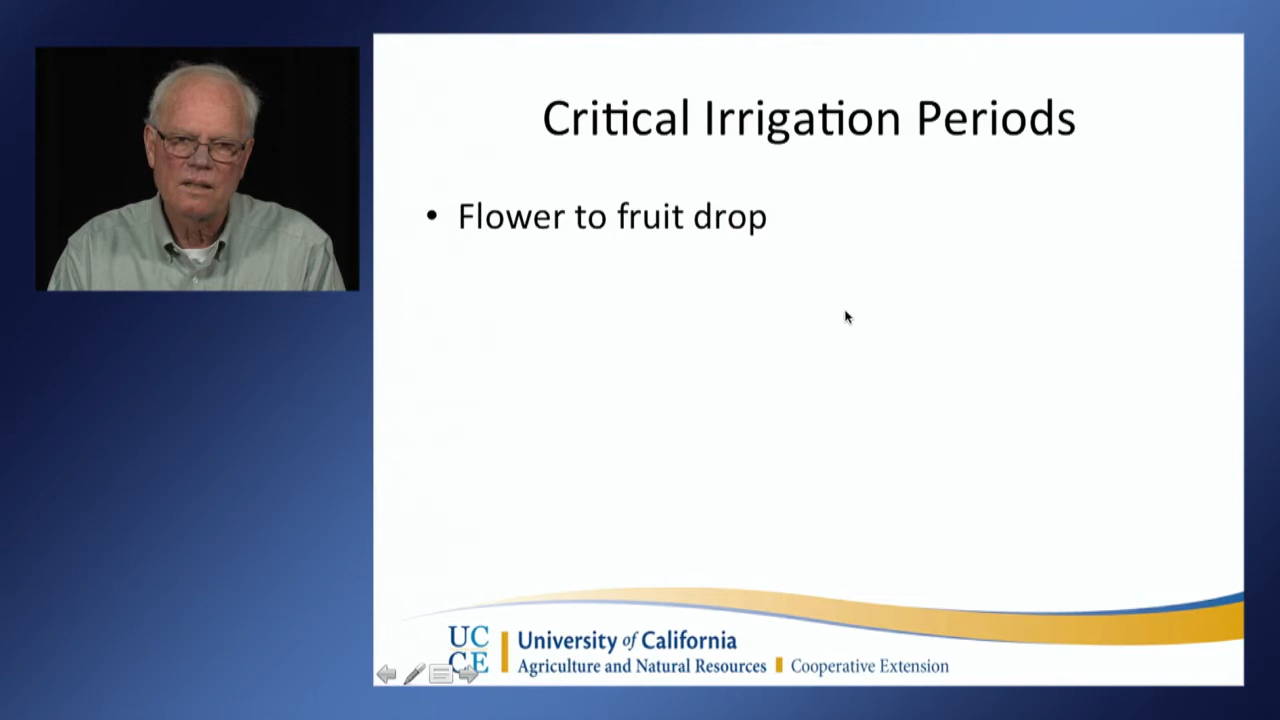 Critical Irrigation Periods
• Flower to fruit drop
UC
CE
University of California
Agriculture and Natural Resources
Cooperative Extension